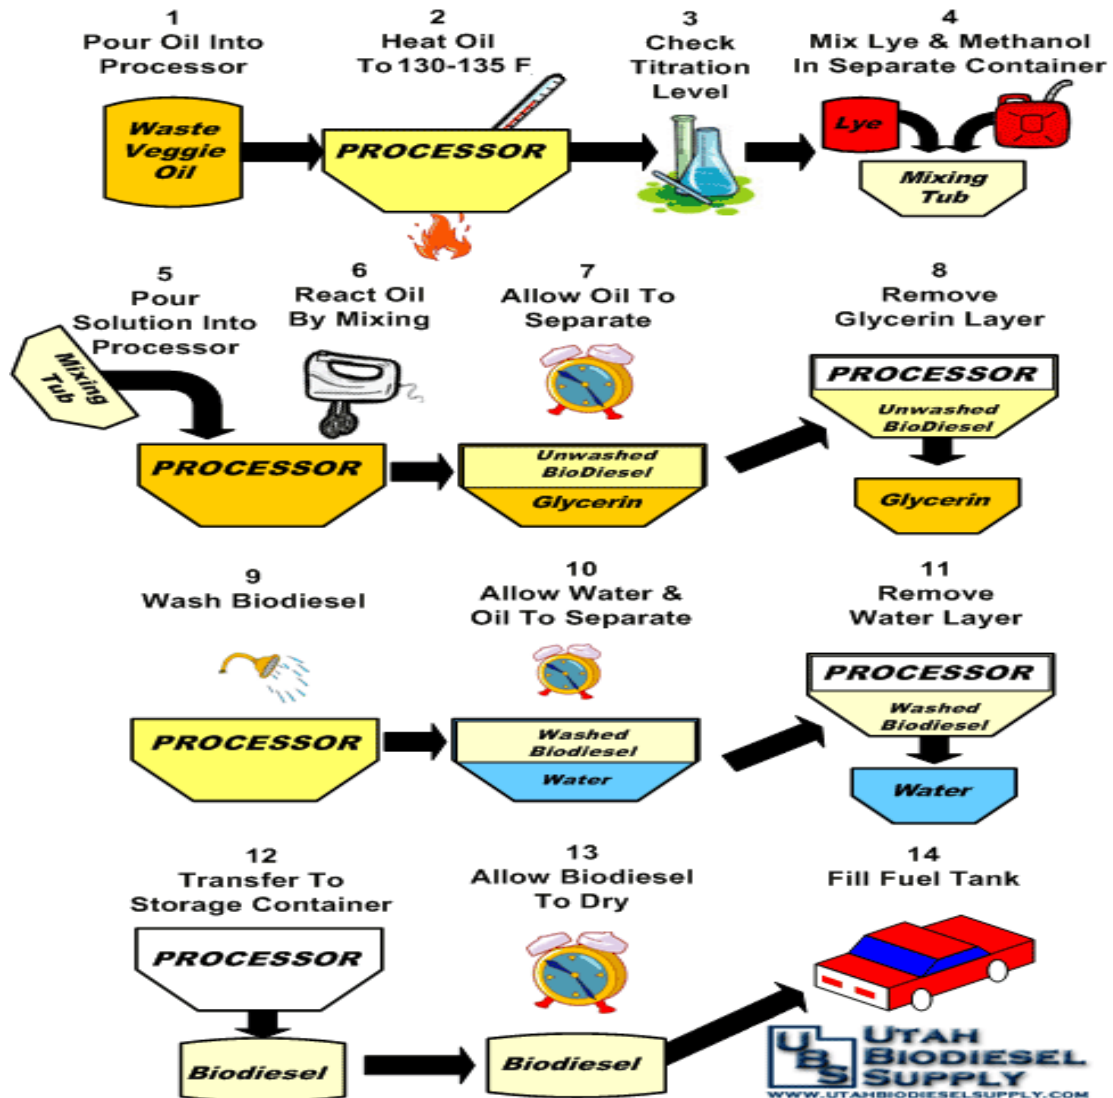 1
Pour Oil Into
Processor
Waste
Veggie
Oil
2
Heat Oil
To 130-135 F
PROCESSOR
3
Check
Titration
Level
4
Mix Lye & Methanol
In Separate Container
Lye
Mixing
Tub
5
Pour
Solution Into
Processor
Mixing
Tub
PROCESSOR
6
React Oil
By Mixing
7
Allow Oil To
Separate
Unwashed
BioDiesel
Glycerin
8
Remove
Glycerin Layer
PROCESSOR
Unwashed
BioDiesel
Glycerin
9
Wash Biodiesel
PROCESSOR
10
Allow Water &
Oil To Separate
Washed
Biodiesel
Water
11
Remove
Water Layer
PROCESSOR
Washed
Biodiesel
Water
12
Transfer To
Storage Container
PROCESSOR
Biodiesel
13
Allow Biodiesel
To Dry
Biodiesel
14
Fill Fuel Tank
UBS
UTAH
BIODIESEL
SUPPLY
WWW.UTAHBIODIESELSUPPLY.COM